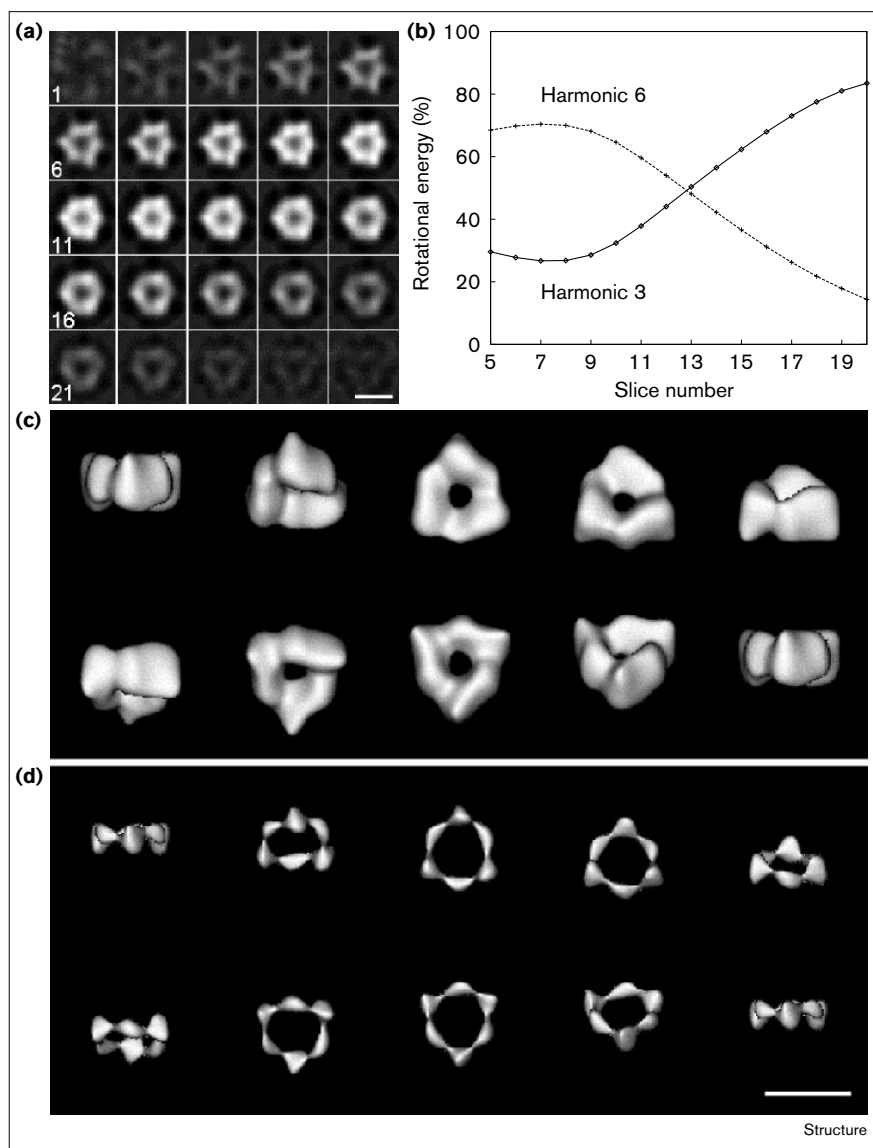 (a)
1
6
11
16
21
(b)
100
80
60
40
20
0
Rotational energy (%)
Harmonic 6
Harmonic 3
5 7 9 11 13 15 17 19
Slice number
(c)
(d)
Structure